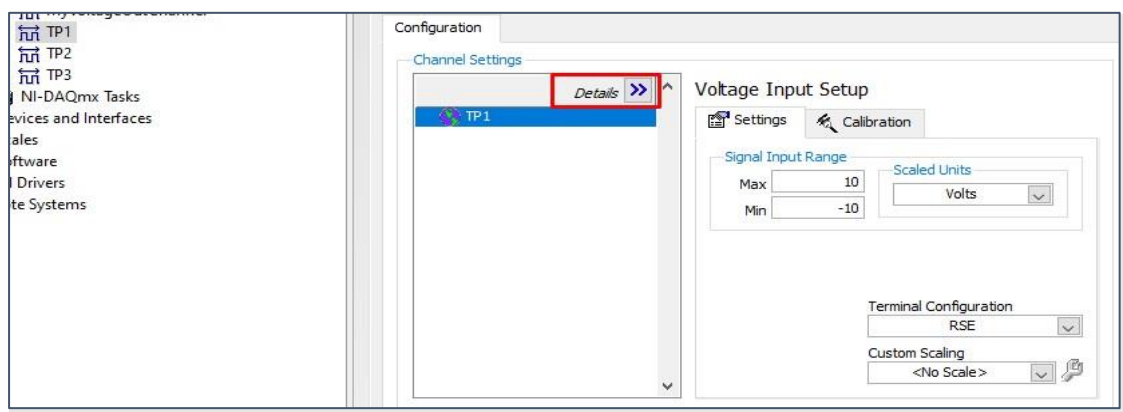 TP1
TP2
TP3
NI-DAQmx Tasks
evices and Interfaces
ales
oftware
Drivers
te Systems
Configuration
Channel Settings
Details
TP1
Voltage Input Setup
Settings
Calibration
Signal Input Range
Scaled Units
Max 10
Volts
Min -10
Terminal Configuration
RSE
Custom Scaling
<No Scale>